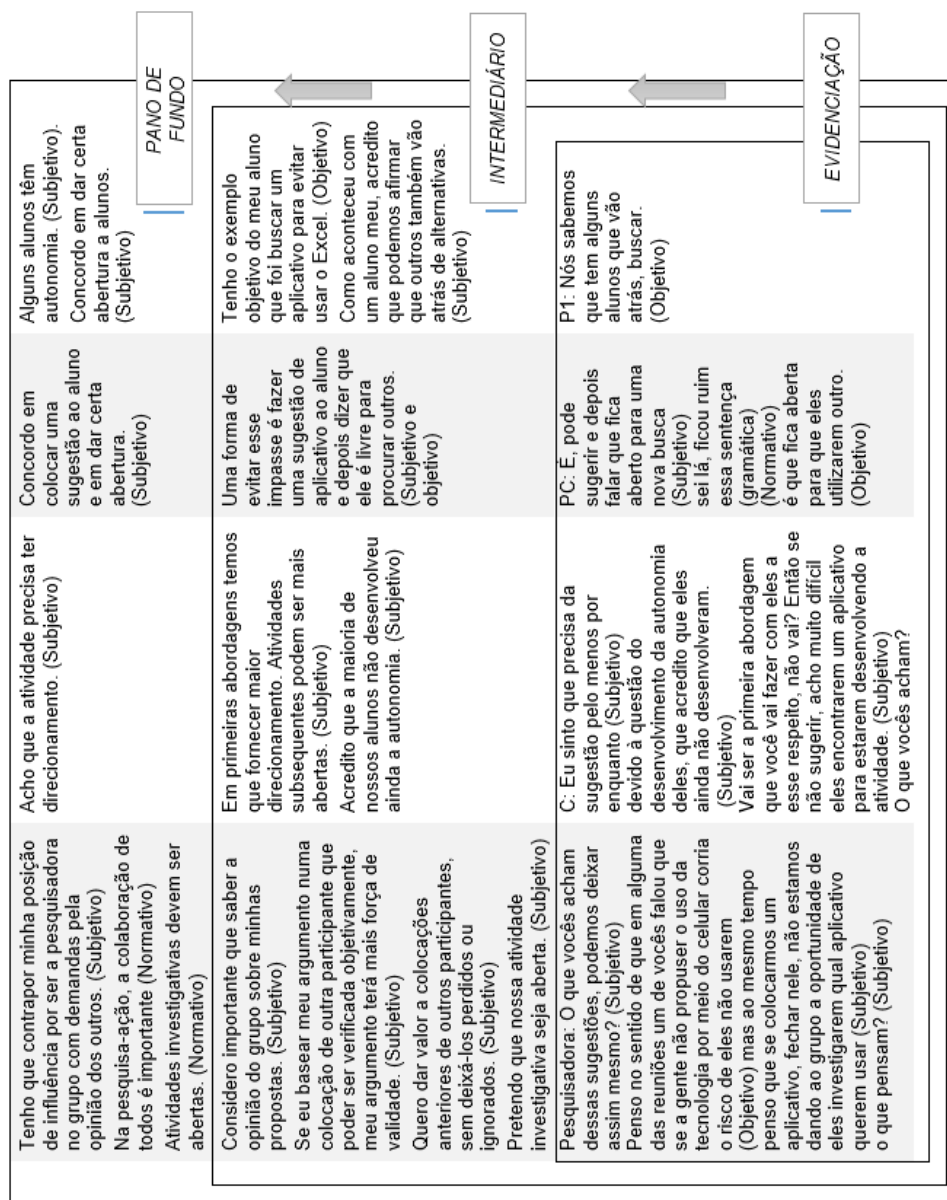 Tenho que contrapor minha posição
de influência por ser a pesquisadora
no grupo com demandas pela
opinião dos outros. (Subjetivo)
Na pesquisa-ação, a colaboração de
todos é importante (Normativo)
Atividades investigativas devem ser
abertas. (Normativo)
Acho que a atividade precisa ter
direcionamento. (Subjetivo)
Concordo em
colocar uma
sugestão ao aluno
e em dar certa
abertura.
(Subjetivo)
Alguns alunos têm
autonomia. (Subjetivo).
Concordo em dar certa
abertura a alunos.
(Subjetivo)
PANO DE
FUNDO
Considero importante que saber a
opinião do grupo sobre minhas
propostas. (Subjetivo)
Se eu basear meu argumento numa
colocação de outra participante que
poder ser verificada objetivamente,
meu argumento terá mais força de
validade. (Subjetivo)
Quero dar valor a colocações
anteriores de outros participantes,
sem deixá-los perdidos ou
ignorados. (Subjetivo)
Pretendo que nossa atividade
investigativa seja aberta. (Subjetivo)
Em primeiras abordagens temos
que fornecer maior
direcionamento. Atividades
subsequentes podem ser mais
abertas. (Subjetivo)
Acredito que a maioria de
nossos alunos não desenvolveu
ainda a autonomia. (Subjetivo)
Uma forma de
evitar esse
impasse é fazer
uma sugestão de
aplicativo ao aluno
e depois dizer que
ele é livre para
procurar outros.
(Subjetivo e
objetivo)
Tenho o exemplo
objetivo do meu aluno
que foi buscar um
aplicativo para evitar
usar o Excel. (Objetivo)
Como aconteceu com
um aluno meu, acredito
que podemos afirmar
que outros também vão
atrás de alternativas.
(Subjetivo)
INTERMEDIÁRIO
Pesquisadora: O que vocês acham
dessas sugestões, podemos deixar
assim mesmo? (Subjetivo)
Penso no sentido de que em alguma
das reuniões um de vocês falou que
se a gente não propuser o uso da
tecnologia por meio do celular corria
o risco de eles não usarem
(Objetivo) mas ao mesmo tempo
penso que se colocarmos um
aplicativo, fechar nele, não estamos
dando ao grupo a oportunidade de
eles investigarem qual aplicativo
querem usar (Subjetivo)
o que pensam? (Subjetivo)
C: Eu sinto que precisa da
sugestão pelo menos por
enquanto (Subjetivo)
devido à questão do
desenvolvimento da autonomia
deles, que acredito que eles
ainda não desenvolveram.
(Subjetivo)
Vai ser a primeira abordagem
que você vai fazer com eles a
esse respeito, não vai? Então se
não sugerir, acho muito difícil
eles encontrarem um aplicativo
para estarem desenvolvendo a
atividade. (Subjetivo)
O que vocês acham?
PC: É, pode
sugerir e depois
falar que fica
aberto para uma
nova busca
(Subjetivo)
sei lá, ficou ruim
essa sentença
(gramática)
(Normativo)
é que fica aberta
para que eles
utilizarem outro.
(Objetivo)
P1: Nós sabemos
que tem alguns
alunos que vão
atrás, buscar.
(Objetivo)
EVIDENCIAÇÃO